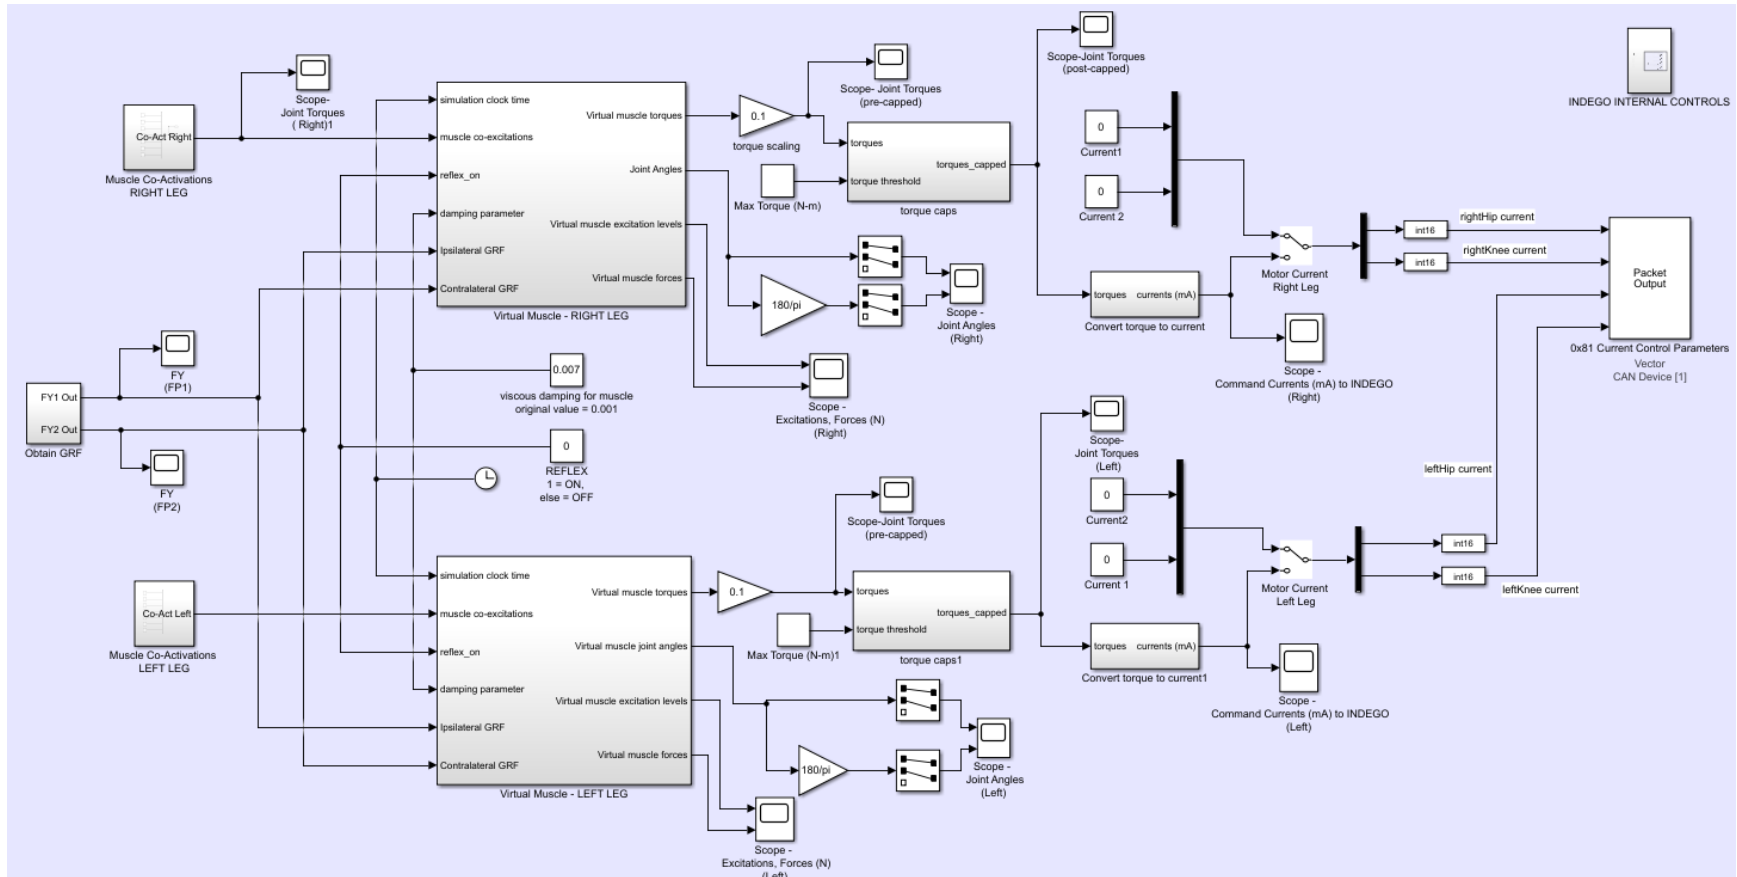 Scope-
Joint Torques
( Right)1
Co-Act Right
Muscle Co-Activations
RIGHT LEG
simulation clock time
muscle co-excitations
reflex_on
damping parameter
Ipsilateral GRF
Contralateral GRF
Virtual muscle torques
Joint Angles
Virtual muscle excitation levels
Virtual muscle forces
Virtual Muscle - RIGHT LEG
0.1
torque scaling
Scope- Joint Torques
(pre-capped)
Max Torque (N-m)
torques
torque threshold
torques_capped
torque caps
Scope-Joint Torques
(post-capped)
180/pi
Scope -
Joint Angles
(Right)
Scope -
Excitations, Forces (N)
(Right)
0
Current1
0
Current 2
torques
currents (mA)
Convert torque to current
Motor Current
Right Leg
Scope -
Command Currents (mA) to INDEGO
(Right)
int16
int16
rightHip current
rightKnee current
INDEGO INTERNAL CONTROLS
Packet
Output
0x81 Current Control Parameters
Vector
CAN Device [1]
FY
(FP1)
FY1 Out
FY2 Out
Obtain GRF
FY
(FP2)
0.007
viscous damping for muscle
original value = 0.001
0
REFLEX
1 = ON,
else = OFF
Co-Act Left
Muscle Co-Activations
LEFT LEG
simulation clock time
muscle co-excitations
reflex_on
damping parameter
Ipsilateral GRF
Contralateral GRF
Virtual muscle torques
Virtual muscle joint angles
Virtual muscle excitation levels
Virtual muscle forces
Virtual Muscle - LEFT LEG
0.1
Scope-Joint Torques
(pre-capped)
Max Torque (N-m)1
torques
torque threshold
torques_capped
torque caps1
Scope-
Joint Torques
(Left)
180/pi
Scope -
Joint Angles
(Left)
Scope -
Excitations, Forces (N)
(Left)
0
Current2
0
Current 1
torques
currents (mA)
Convert torque to current1
Motor Current
Left Leg
Scope -
Command Currents (mA) to INDEGO
(Left)
int16
int16
leftHip current
leftKnee current